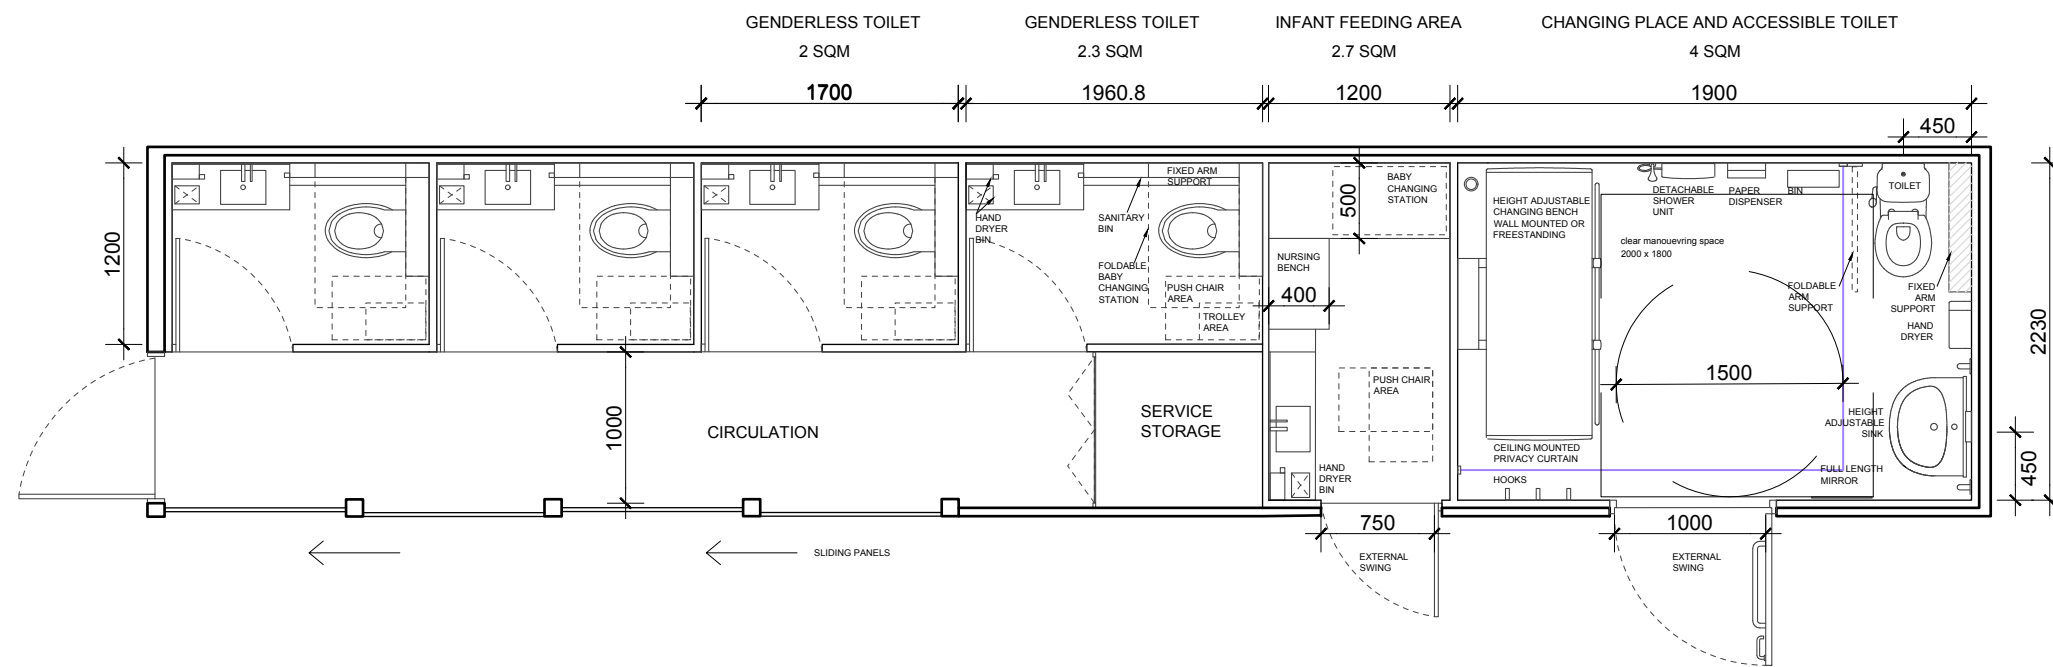 GENDERLESS TOILET
2 SQM
1700
GENDERLESS TOILET
2.3 SQM
1960.8
INFANT FEEDING AREA
2.7 SQM
1200
CHANGING PLACE AND ACCESSIBLE TOILET
4 SQM
1900
450
1200
HAND
DRYER
BIN
FIXED ARM
SUPPORT
SANITARY
BIN
FOLDABLE
BABY
CHANGING
STATION
PUSH CHAIR
AREA
TROLLEY
AREA
500
BABY
CHANGING
STATION
NURSING
BENCH
400
PUSH CHAIR
AREA
HAND
DRYER
BIN
HEIGHT ADJUSTABLE
CHANGING BENCH
WALL MOUNTED OR
FREESTANDING
DETACHABLE
SHOWER
UNIT
PAPER
DISPENSER
BIN
TOILET
clear manouevring space
2000 x 1800
FOLDABLE
ARM
SUPPORT
FIXED
ARM
SUPPORT
HAND
DRYER
2230
1500
HEIGHT
ADJUSTABLE
SINK
CEILING MOUNTED
PRIVACY CURTAIN
HOOKS
FULL LENGTH
MIRROR
450
1000
CIRCULATION
SERVICE
STORAGE
750
1000
SLIDING PANELS
EXTERNAL
SWING
EXTERNAL
SWING